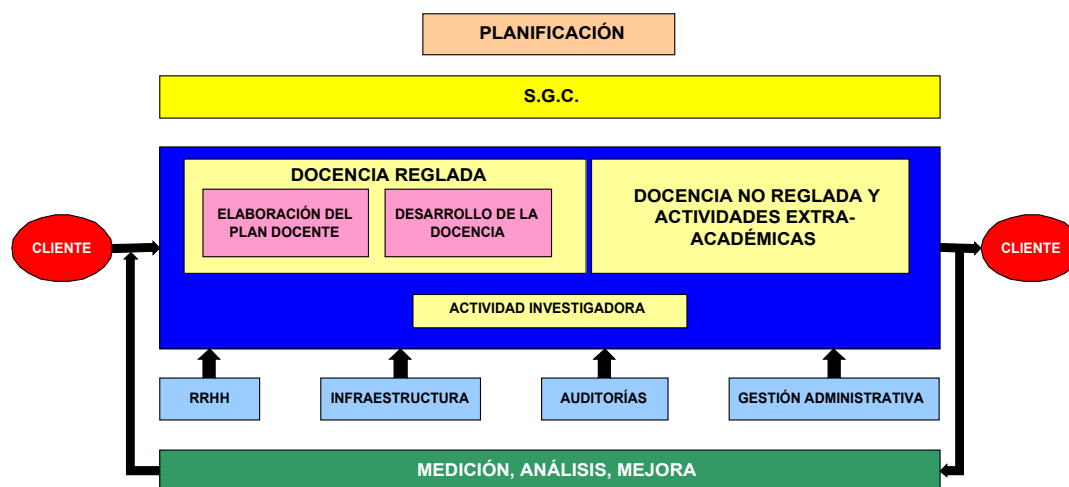 PLANIFICACIÓN
S.G.C.
DOCENCIA REGLADA
ELABORACIÓN DEL
PLAN DOCENTE
DESARROLLO DE LA
DOCENCIA
DOCENCIA NO REGLADA Y
ACTIVIDADES EXTRA-
ACADÉMICAS
CLIENTE
CLIENTE
ACTIVIDAD INVESTIGADORA
RRHH
INFRAESTRUCTURA
AUDITORÍAS
GESTIÓN ADMINISTRATIVA
MEDICIÓN, ANÁLISIS, MEJORA